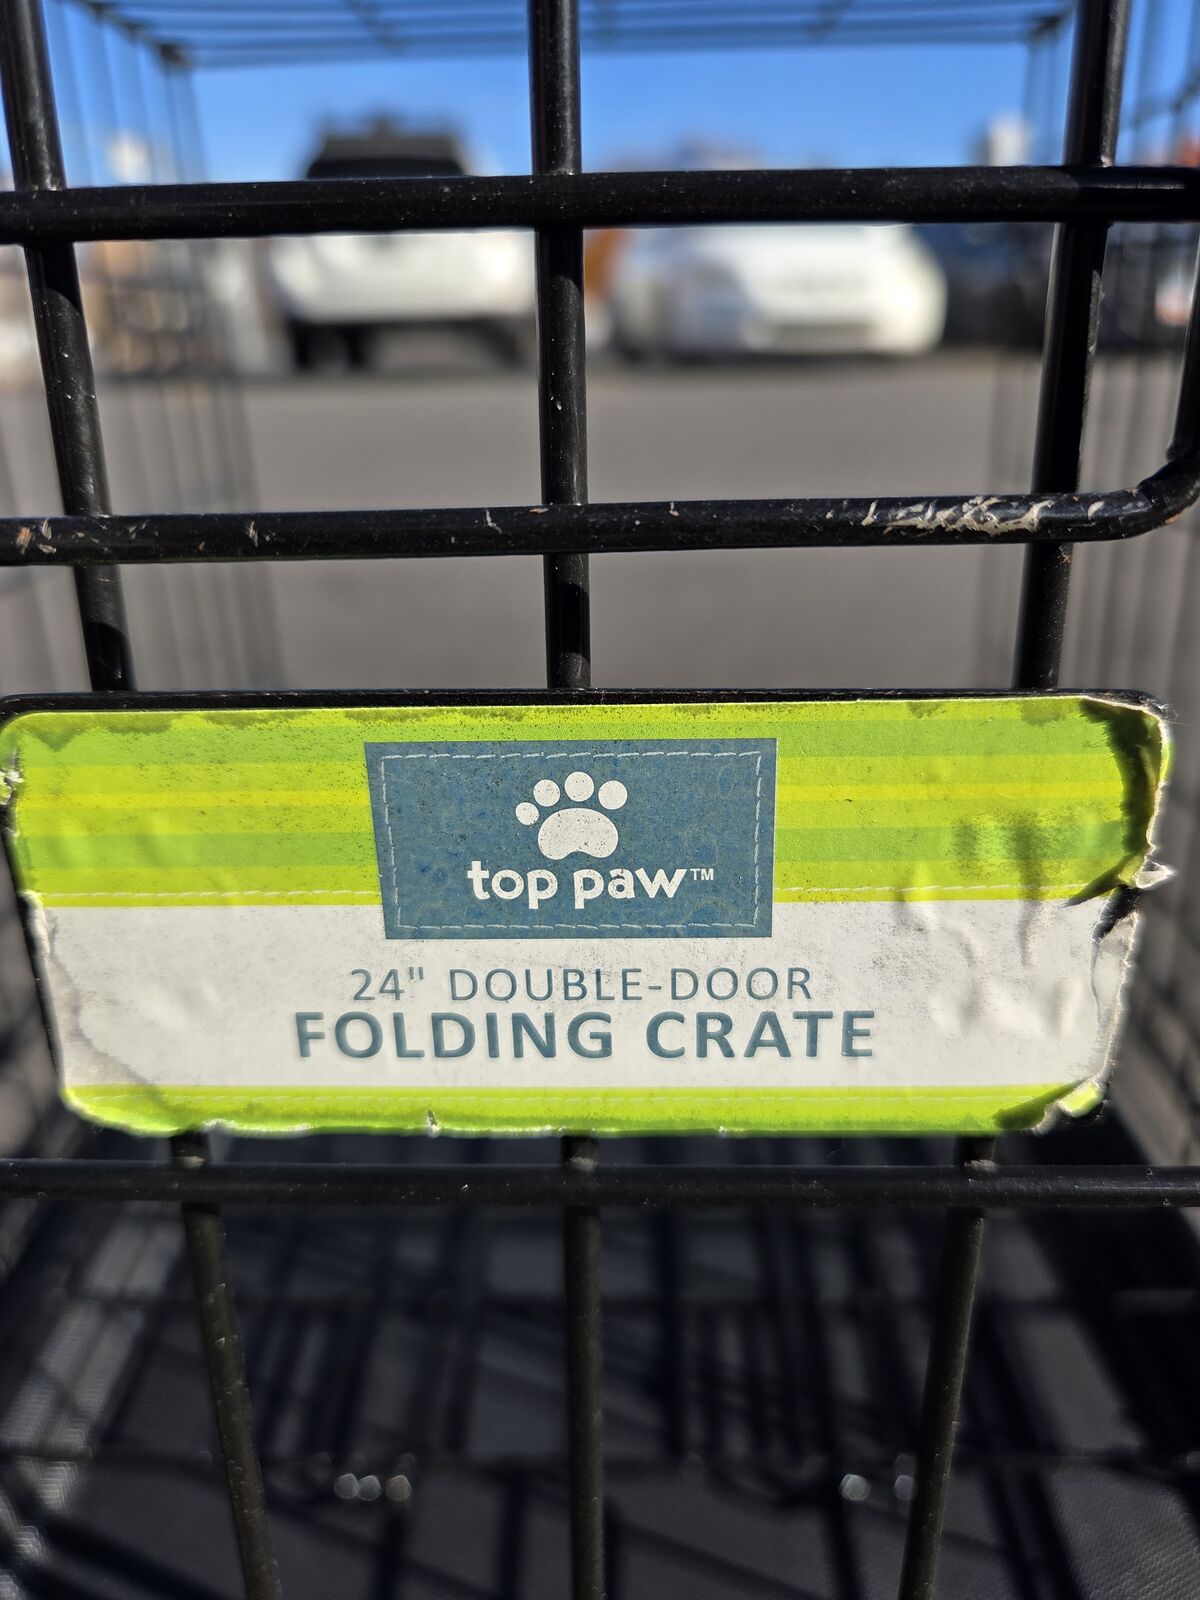 top paw™
24" DOUBLE-DOOR
FOLDING CRATE